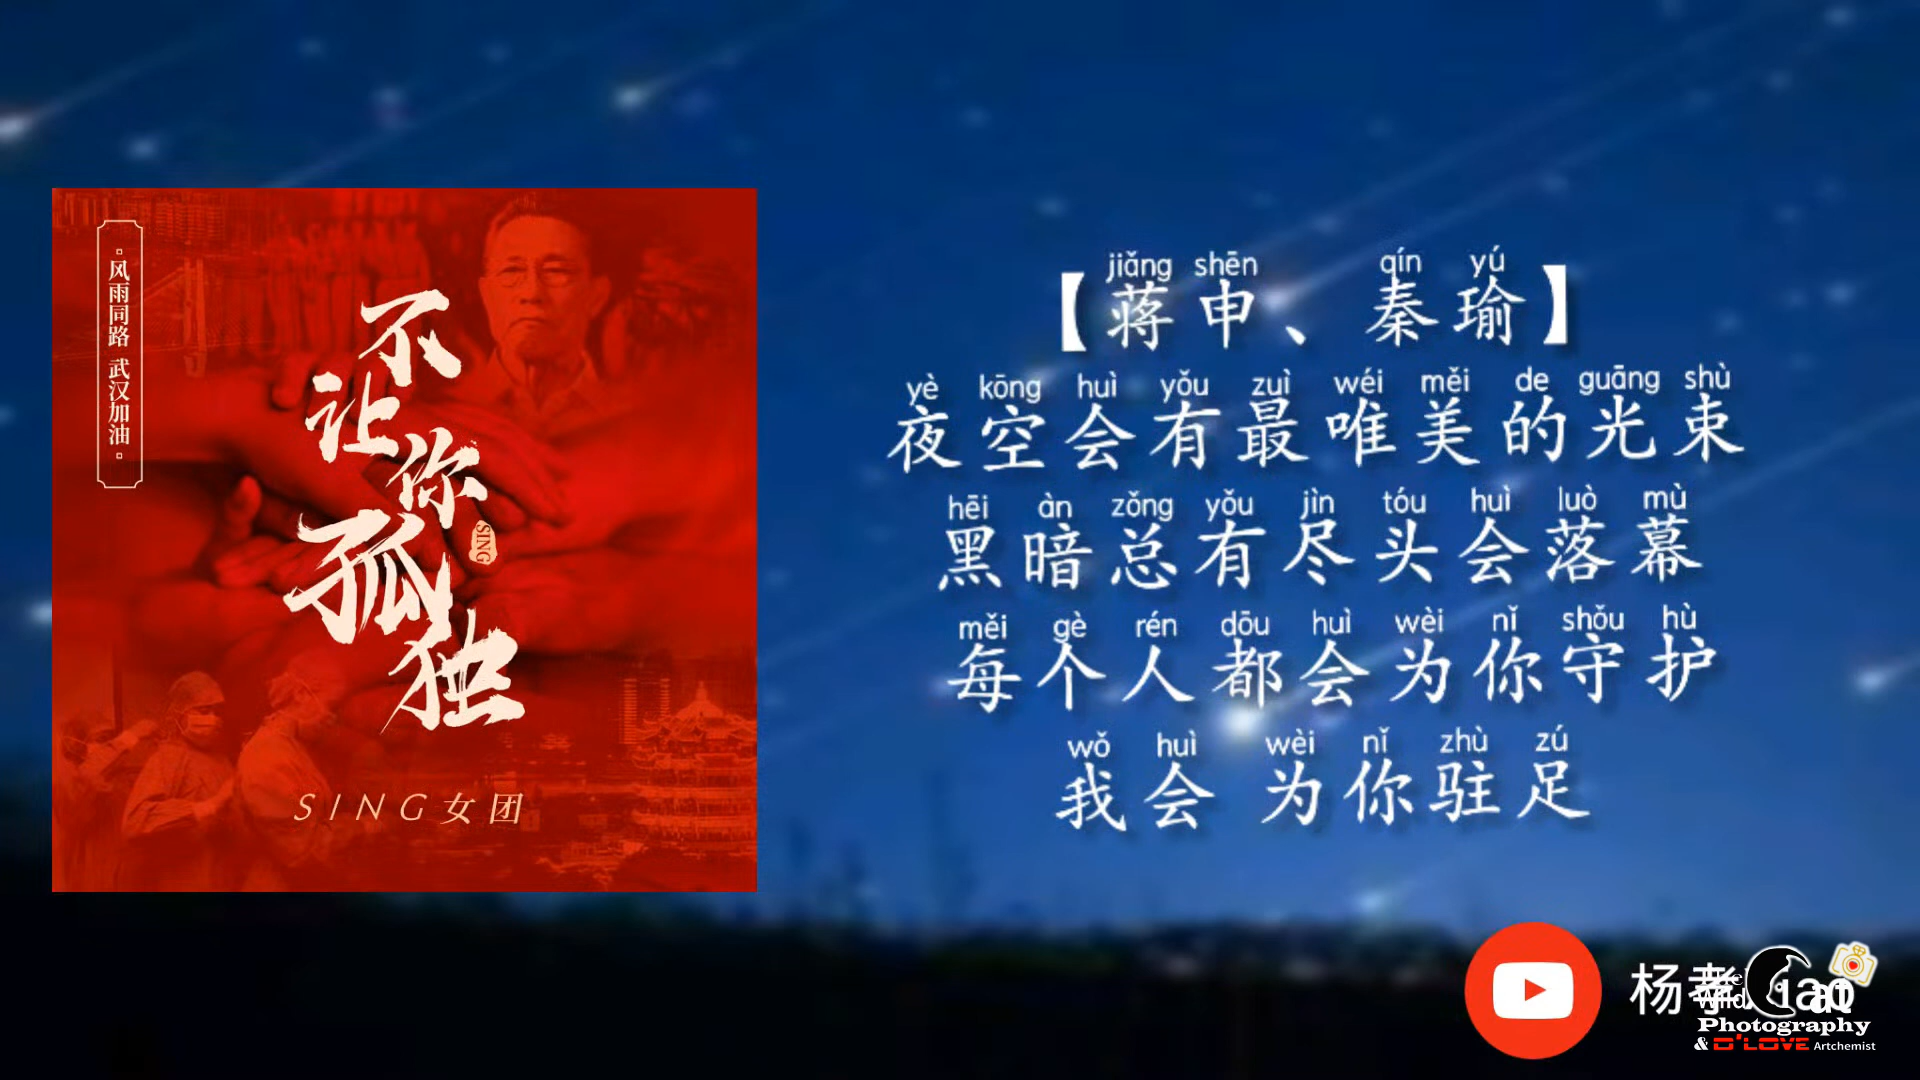 风雨同路 武汉加油
不让你孤独
SING
SING女团
jiǎng shēn qín yú
【蒋申、秦瑜】
yè kōng huì yǒu zuì wéi měi de guāng shù
夜空会有最唯美的光束
hēi àn zǒng yǒu jìn tóu huì luò mù
黑暗总有尽头会落幕
měi gè rén dōu huì wèi nǐ shǒu hù
每个人都会为你守护
wǒ huì wèi nǐ zhù zú
我会 为你驻足
杨孝
Photography
& D'LOVE Artchemist